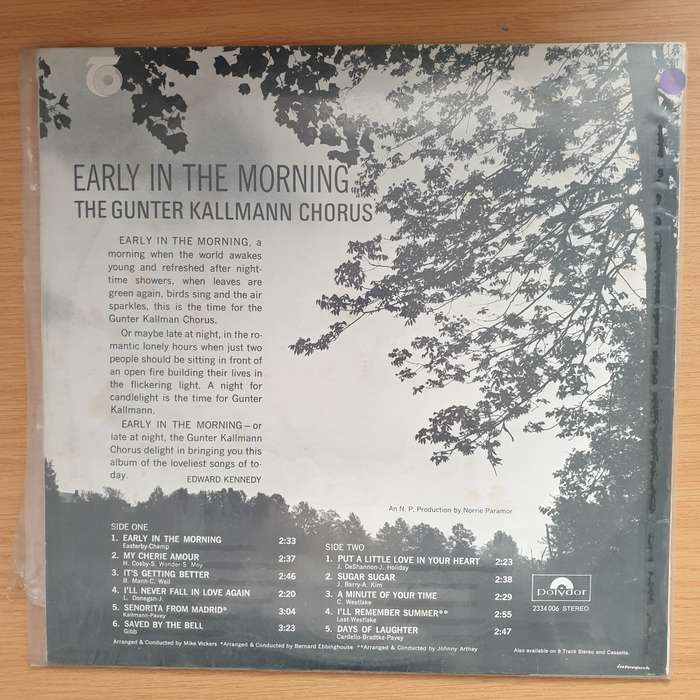 EARLY IN THE MORNING
THE GUNTER KALLMANN CHORUS
EARLY IN THE MORNING, a
morning when the world awakes
young and refreshed after night-
time showers, when leaves are
green again, birds sing and the air
sparkles, this is the time for the
Gunter Kallman Chorus.
Or maybe late at night, in the ro-
mantic lonely hours when just two
people should be sitting in front of
an open fire building their lives in
the flickering light. A night for
candlelight is the time for Gunter
Kallmann.
EARLY IN THE MORNING – or
late at night, the Gunter Kallmann
Chorus delight in bringing you this
album of the loveliest songs of to-
day.
EDWARD KENNEDY
An N. P. Production by Norrie Paramor
SIDE ONE
1. EARLY IN THE MORNING 2:33
Easterby-Champ
2. MY CHERIE AMOUR 2:37
H. Cosby-S. Wonder-S. Moy
3. IT'S GETTING BETTER 2:46
B. Mann-C. Weil
4. I'LL NEVER FALL IN LOVE AGAIN 2:20
L. Donegan-J.
5. SENORITA FROM MADRID* 3:04
Kallmann-Pavey
6. SAVED BY THE BELL 3:23
Gibb
SIDE TWO
1. PUT A LITTLE LOVE IN YOUR HEART 2:23
J. DeShannon-J. Holiday
2. SUGAR SUGAR 2:38
J. Barry-A. Kim
3. A MINUTE OF YOUR TIME 2:29
C. Westlake
4. I'LL REMEMBER SUMMER** 2:55
Last-Westlake
5. DAYS OF LAUGHTER 2:47
Cardello-Bradtke-Pavey
Polydor
2334 006 STEREO
Arranged & Conducted by Mike Vickers *Arranged & Conducted by Bernard Ebbinghouse **Arranged & Conducted by Johnny Arthey
Also available on 8 Track Stereo and Cassette.
interpak